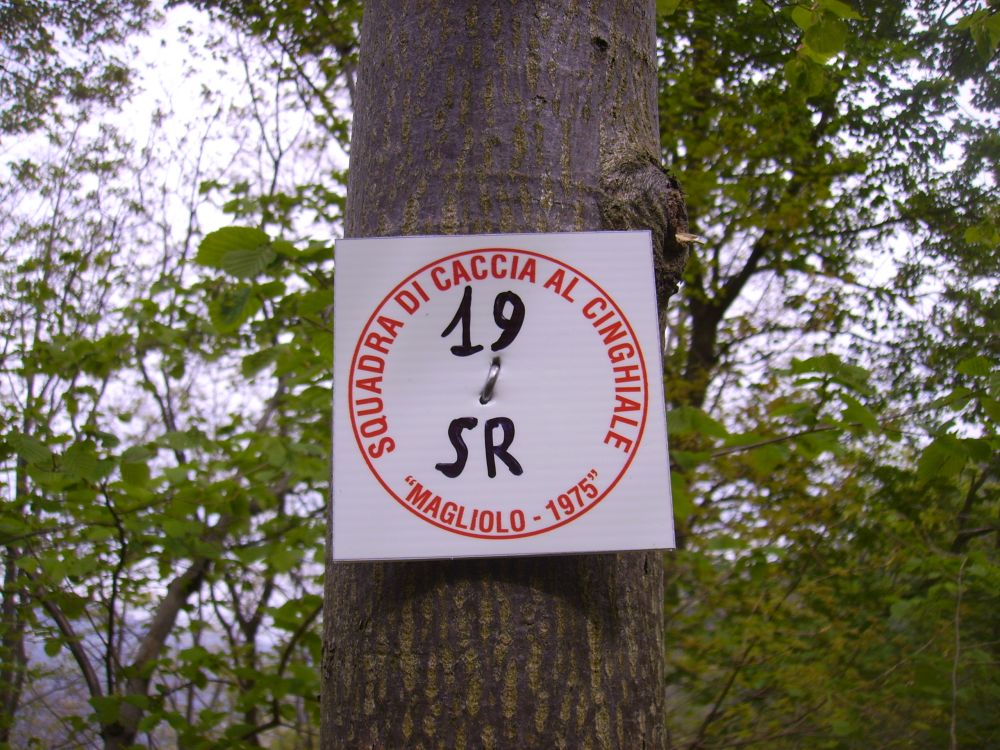 SQUADRA DI CACCIA AL CINGHIALE
19
SR
"MAGLIOLO - 1975"